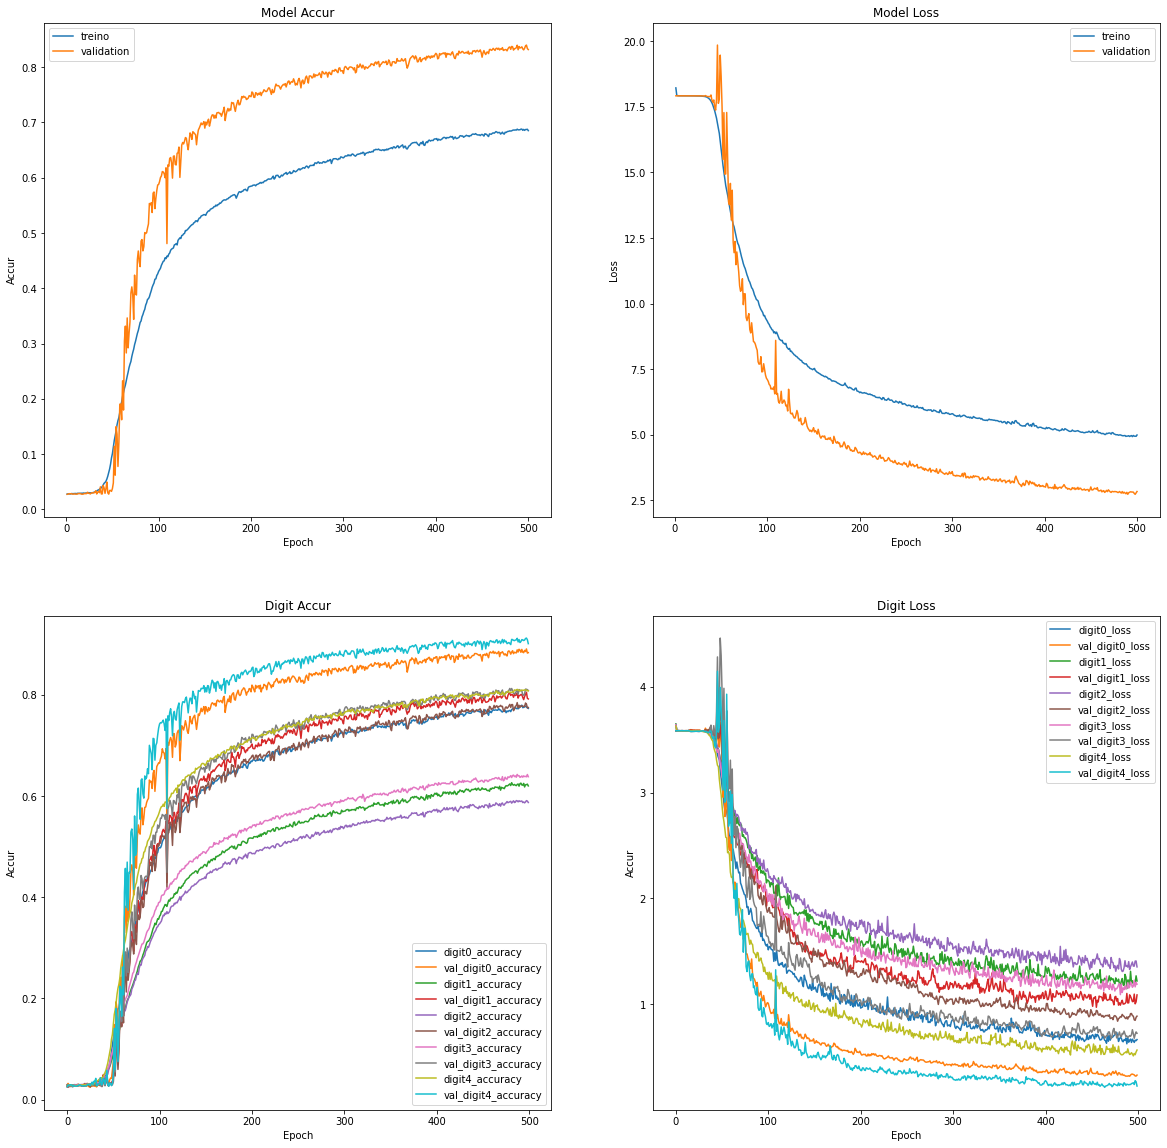 Model Accur
treino
validation
0.8
0.7
0.6
0.5
0.4
0.3
0.2
0.1
0.0
Accur
0
100
200
300
400
500
Epoch
Model Loss
treino
validation
20.0
17.5
15.0
12.5
10.0
7.5
5.0
2.5
Loss
0
100
200
300
400
500
Epoch
Digit Accur
0.8
0.6
0.4
0.2
0.0
Accur
digit0_accuracy
val_digit0_accuracy
digit1_accuracy
val_digit1_accuracy
digit2_accuracy
val_digit2_accuracy
digit3_accuracy
val_digit3_accuracy
digit4_accuracy
val_digit4_accuracy
0
100
200
300
400
500
Epoch
Digit Loss
digit0_loss
val_digit0_loss
digit1_loss
val_digit1_loss
digit2_loss
val_digit2_loss
digit3_loss
val_digit3_loss
digit4_loss
val_digit4_loss
4
3
2
1
Accur
0
100
200
300
400
500
Epoch